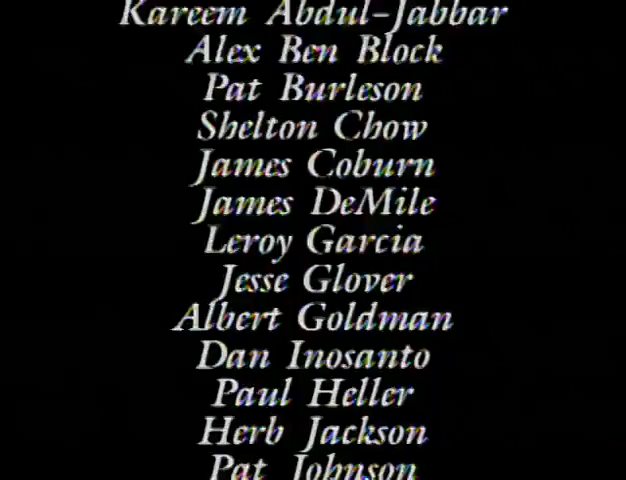 Kareem Abdul-Jabbar
Alex Ben Block
Pat Burleson
Shelton Chow
James Coburn
James DeMile
Leroy Garcia
Jesse Glover
Albert Goldman
Dan Inosanto
Paul Heller
Herb Jackson
Pat Johnson